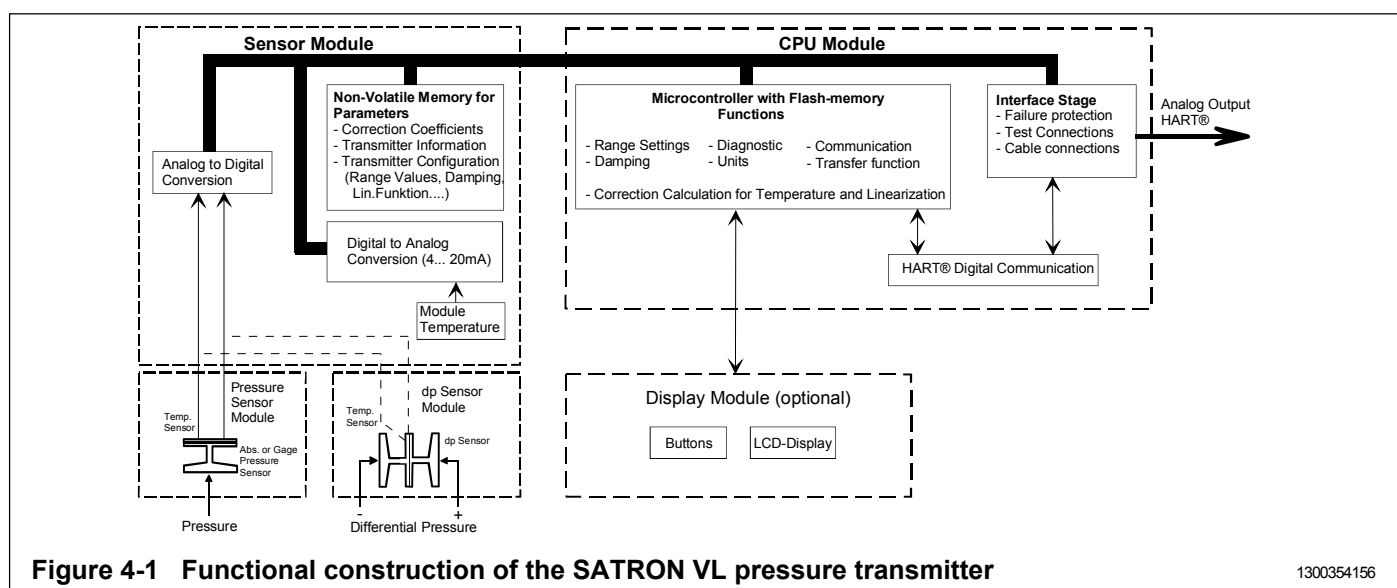 Sensor Module
CPU Module
Non-Volatile Memory for
Parameters
- Correction Coefficients
- Transmitter Information
- Transmitter Configuration
(Range Values, Damping,
Lin.Funktion....)
Analog to Digital
Conversion
Digital to Analog
Conversion (4... 20mA)
Module
Temperature
Microcontroller with Flash-memory
Functions
- Range Settings
- Damping
- Diagnostic
- Units
- Communication
- Transfer function
- Correction Calculation for Temperature and Linearization
Interface Stage
- Failure protection
- Test Connections
- Cable connections
Analog Output
HART®
HART® Digital Communication
Pressure
Sensor
Module
Temp.
Sensor
Abs. or Gage
Pressure
Sensor
Pressure
dp Sensor
Module
Temp.
Sensor
dp Sensor
- +
Differential Pressure
Display Module (optional)
Buttons
LCD-Display
Figure 4-1 Functional construction of the SATRON VL pressure transmitter
1300354156